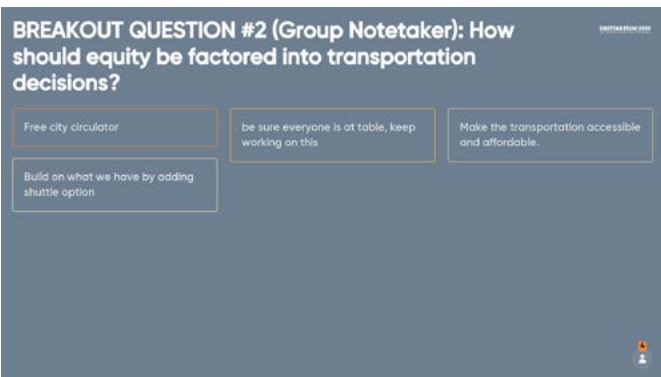 BREAKOUT QUESTION #2 (Group Notetaker): How
should equity be factored into transportation
decisions?
Free city circulator
be sure everyone is at table, keep
working on this
Make the transportation accessible
and affordable.
Build on what we have by adding
shuttle option